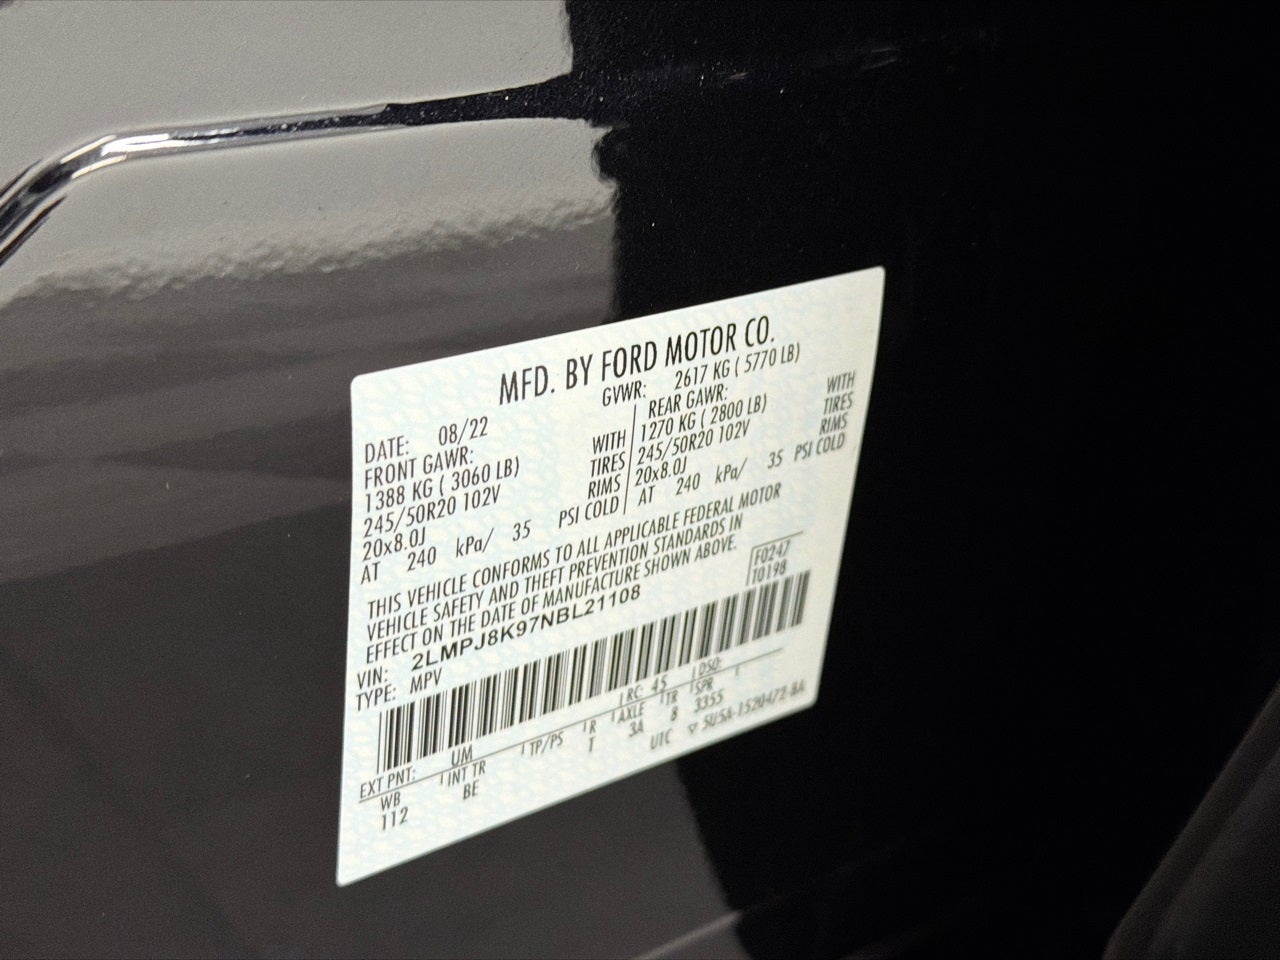 MFD. BY FORD MOTOR CO.
DATE: 08/22 GVWR: 2617 KG ( 5770 LB)
FRONT GAWR: REAR GAWR:
1388 KG ( 3060 LB) WITH 1270 KG ( 2800 LB) WITH
245/50R20 102V TIRES 245/50R20 102V TIRES
20x8.0J RIMS 20x8.0J RIMS
AT 240 kPa/ 35 PSI COLD AT 240 kPa/ 35 PSI COLD
THIS VEHICLE CONFORMS TO ALL APPLICABLE FEDERAL MOTOR
VEHICLE SAFETY AND THEFT PREVENTION STANDARDS IN
EFFECT ON THE DATE OF MANUFACTURE SHOWN ABOVE.
VIN: 2LMPJ8K97NBL21108
F0247
T0198
TYPE: MPV
EXT PNT: UM RC: 45 DSO:
WB INT TR TP/PS R AXLE TR SPR
112 BE T 3A B 3355
UTC ▽ 5U5A-1520472-BA